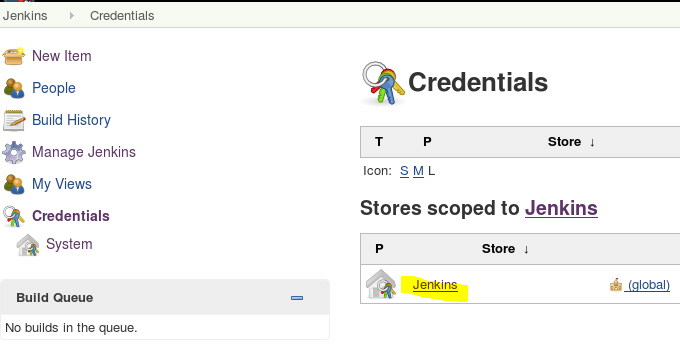 Jenkins Credentials
New Item
People
Build History
Manage Jenkins
My Views
Credentials
System
Build Queue
No builds in the queue.
Credentials
T P Store ↓
Icon: S M L
Stores scoped to Jenkins
P Store ↓
Jenkins (global)